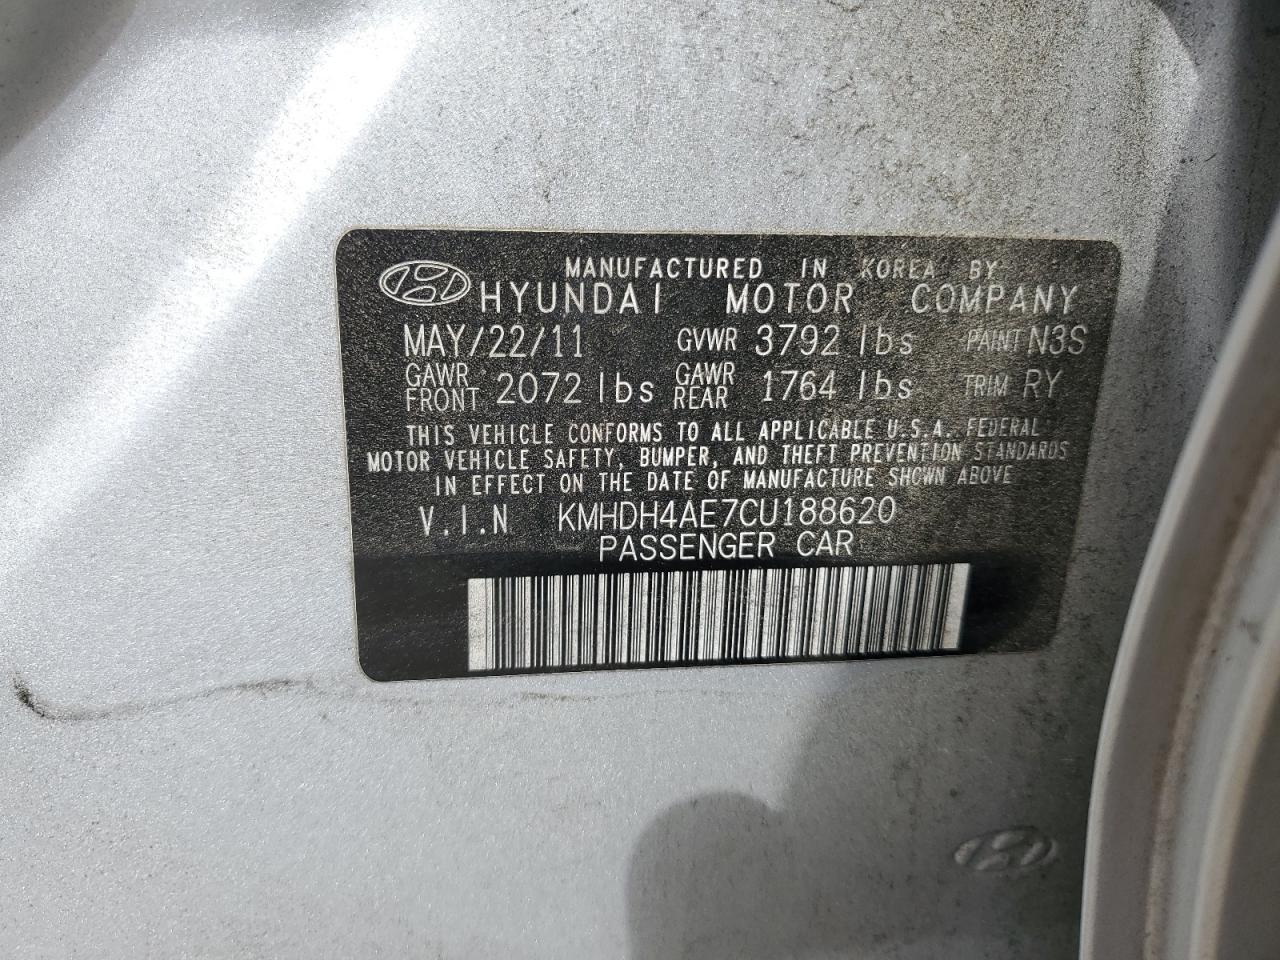 MANUFACTURED IN KOREA BY
HYUNDAI MOTOR COMPANY
MAY/22/11 GVWR 3792 lbs PAINT N3S
GAWR FRONT 2072 lbs GAWR REAR 1764 lbs TRIM RY
THIS VEHICLE CONFORMS TO ALL APPLICABLE U.S.A. FEDERAL
MOTOR VEHICLE SAFETY, BUMPER, AND THEFT PREVENTION STANDARDS
IN EFFECT ON THE DATE OF MANUFACTURE SHOWN ABOVE
V.I.N KMHDH4AE7CU188620
PASSENGER CAR